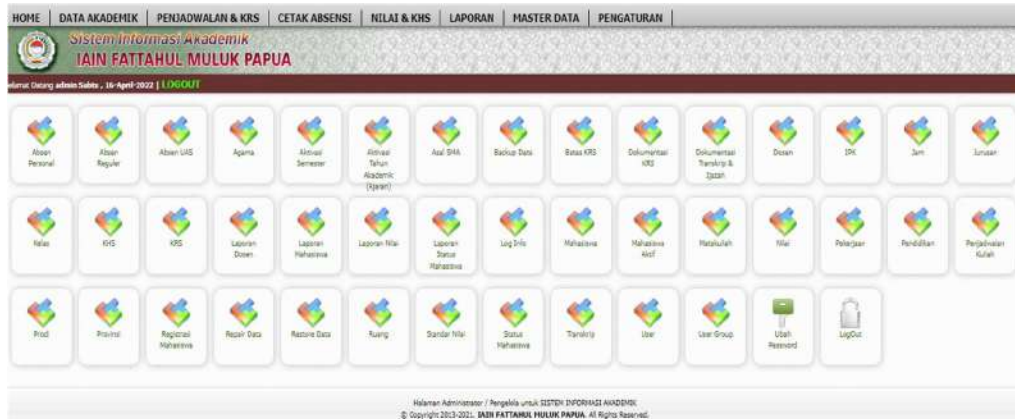 HOME | DATA AKADEMIK | PENJADWALAN & KRS | CETAK ABSENSI | NILAI & KHS | LAPORAN | MASTER DATA | PENGATURAN |
Sistem Informasi Akademik
IAIN FATTAHUL MULUK PAPUA
elamat Datang admin Sabtu , 16-April-2022 | LOGOUT
Absen Personal
Absen Reguler
Absen UAS
Agama
Aktivasi Semester
Aktivasi Tahun Akademik (Ajaran)
Asal SMA
Backup Data
Batas KRS
Dokumentasi KRS
Dokumentasi Transkrip & Ijazah
Dosen
IPK
Jam
Jurusan
Kelas
KHS
KRS
Laporan Dosen
Laporan Mahasiswa
Laporan Nilai
Laporan Status Mahasiswa
Log Info
Mahasiswa
Mahasiswa Aktif
Matakuliah
Nilai
Pekerjaan
Pendidikan
Penjadwalan Kuliah
Prodi
Provinsi
Registrasi Mahasiswa
Repair Data
Restore Data
Ruang
Standar Nilai
Status Mahasiswa
Transkrip
User
User Group
Ubah Password
LogOut
Halaman Administrator / Pengelola untuk SISTEM INFORMASI AKADEMIK
© Copyright 2013-2021. IAIN FATTAHUL MULUK PAPUA. All Rights Reserved.